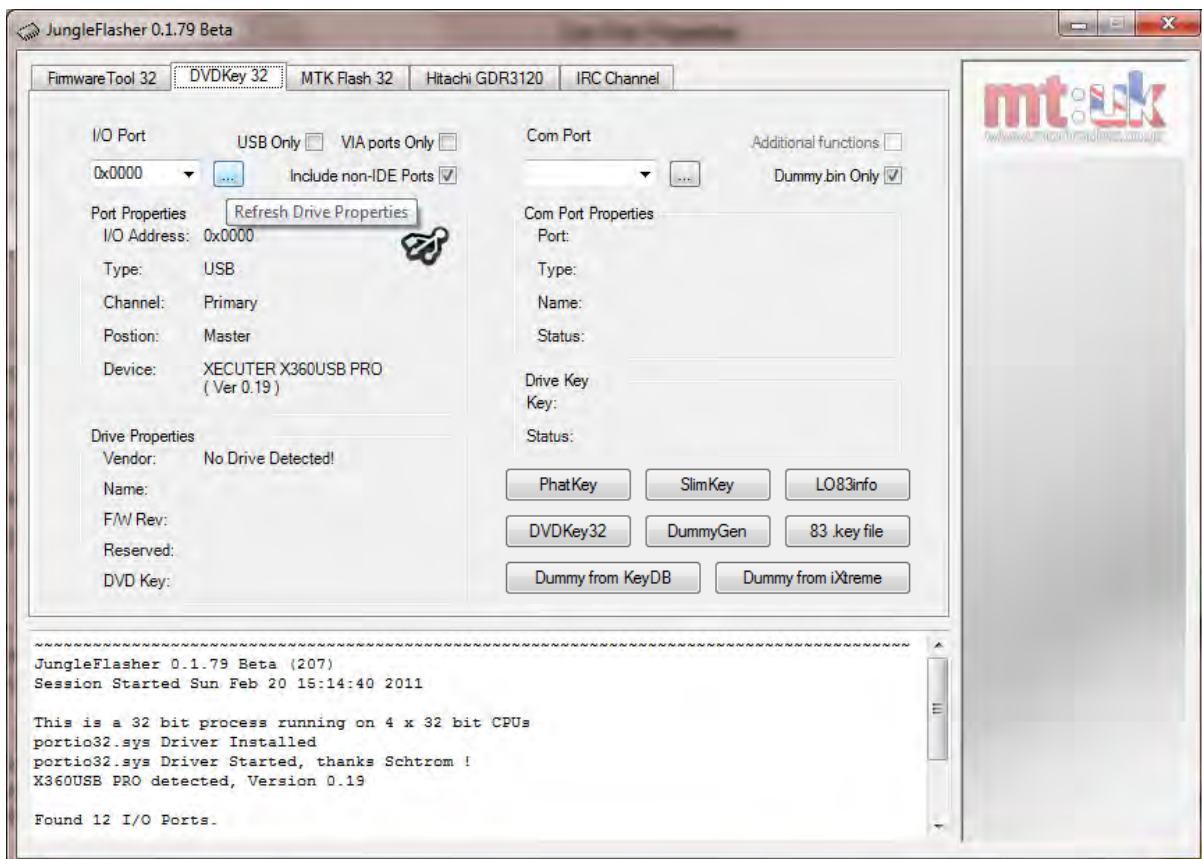 JungleFlasher 0.1.79 Beta
FirmwareTool 32 DVDKey 32 MTK Flash 32 Hitachi GDR3120 IRC Channel
mt:uk
I/O Port USB Only VIA ports Only
0x0000 ... Include non-IDE Ports
Refresh Drive Properties
Port Properties
I/O Address: 0x0000
Type: USB
Channel: Primary
Postion: Master
Device: XECUTER X360USB PRO
( Ver 0.19 )
Drive Properties
Vendor: No Drive Detected!
Name:
F/W Rev:
Reserved:
DVD Key:
Com Port Additional functions
... Dummy.bin Only
Com Port Properties
Port:
Type:
Name:
Status:
Drive Key
Key:
Status:
PhatKey SlimKey LO83info
DVDKey32 DummyGen 83 .key file
Dummy from KeyDB Dummy from iXtreme
~~~~~~~~~~~~~~~~~~~~~~~~~~~~~~~~~~~~~~~~~~~~~~~~~~~~~~~~~~~~~~~~~~~~~~~~~~~~~~~~~~~~~~~~~~~~~~~
JungleFlasher 0.1.79 Beta (207)
Session Started Sun Feb 20 15:14:40 2011
This is a 32 bit process running on 4 x 32 bit CPUs
portio32.sys Driver Installed
portio32.sys Driver Started, thanks Schtrom !
X360USB PRO detected, Version 0.19
Found 12 I/O Ports.